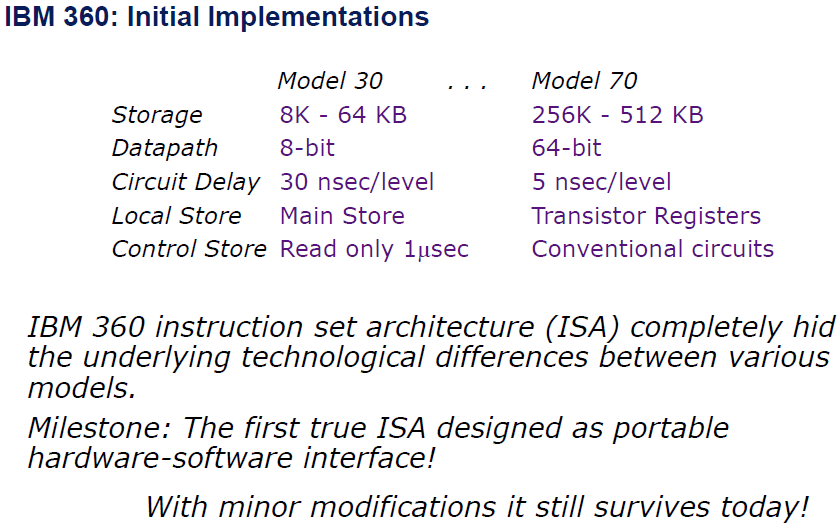 IBM 360: Initial Implementations
Model 30 . . . Model 70
Storage 8K - 64 KB 256K - 512 KB
Datapath 8-bit 64-bit
Circuit Delay 30 nsec/level 5 nsec/level
Local Store Main Store Transistor Registers
Control Store Read only 1μsec Conventional circuits
IBM 360 instruction set architecture (ISA) completely hid
the underlying technological differences between various
models.
Milestone: The first true ISA designed as portable
hardware-software interface!
With minor modifications it still survives today!